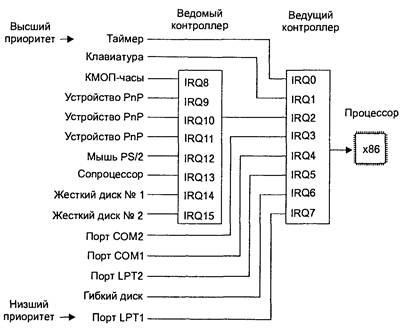 Высший
приоритет
Ведомый
контроллер
Ведущий
контроллер
Таймер
Клавиатура
КМОП-часы
Устройство PnP
Устройство PnP
Устройство PnP
Мышь PS/2
Сопроцессор
Жесткий диск № 1
Жесткий диск № 2
Порт COM2
Порт COM1
Порт LPT2
Гибкий диск
Порт LPT1
Низший
приоритет
IRQ8
IRQ9
IRQ10
IRQ11
IRQ12
IRQ13
IRQ14
IRQ15
IRQ0
IRQ1
IRQ2
IRQ3
IRQ4
IRQ5
IRQ6
IRQ7
Процессор
x86